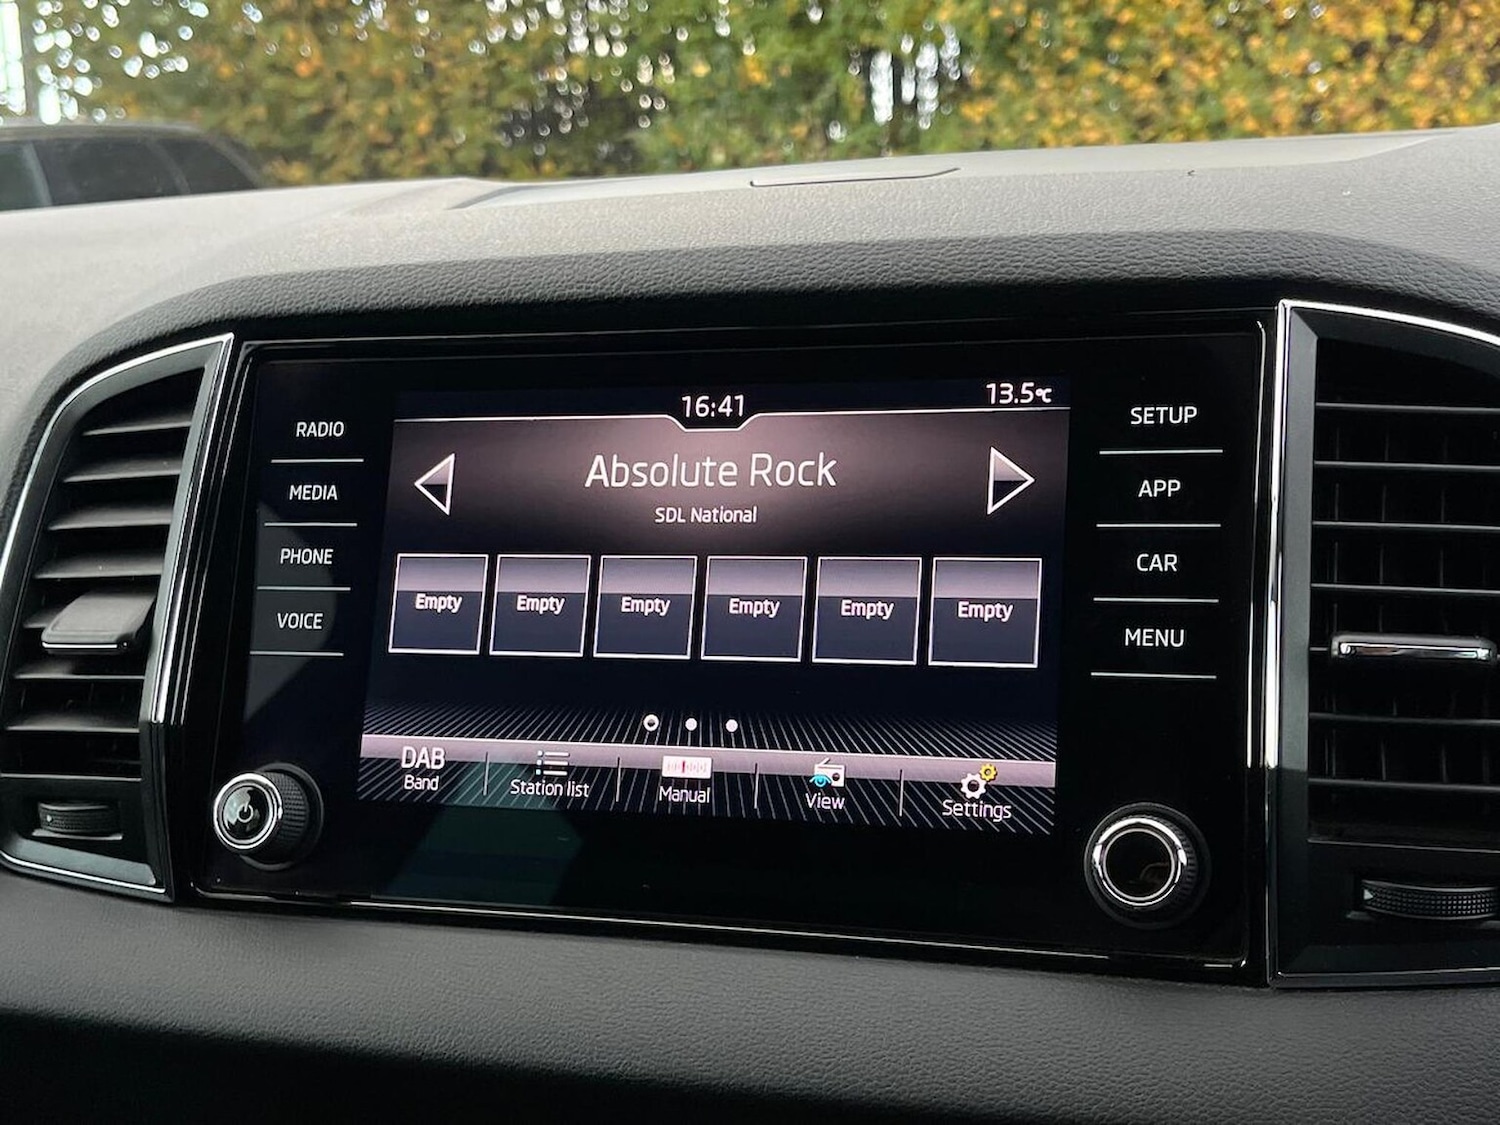 16:41
13.5°C
RADIO
MEDIA
PHONE
VOICE
Absolute Rock
SDL National
Empty
Empty
Empty
Empty
Empty
Empty
DAB
Band
Station list
Manual
View
Settings
SETUP
APP
CAR
MENU